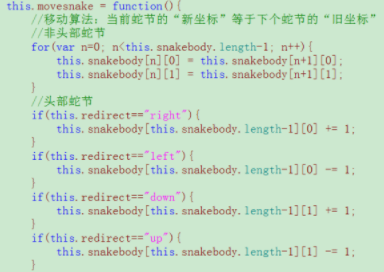 this.movesnake = function(){
//移动算法：当前蛇节的“新坐标”等于下个蛇节的“旧坐标”
//非头部蛇节
for(var n=0; n<this.snakebody.length-1; n++){
this.snakebody[n][0] = this.snakebody[n+1][0];
this.snakebody[n][1] = this.snakebody[n+1][1];
}
//头部蛇节
if(this.redirect=="right"){
this.snakebody[this.snakebody.length-1][0] += 1;
}
if(this.redirect=="left"){
this.snakebody[this.snakebody.length-1][0] -= 1;
}
if(this.redirect=="down"){
this.snakebody[this.snakebody.length-1][1] += 1;
}
if(this.redirect=="up"){
this.snakebody[this.snakebody.length-1][1] -= 1;
}